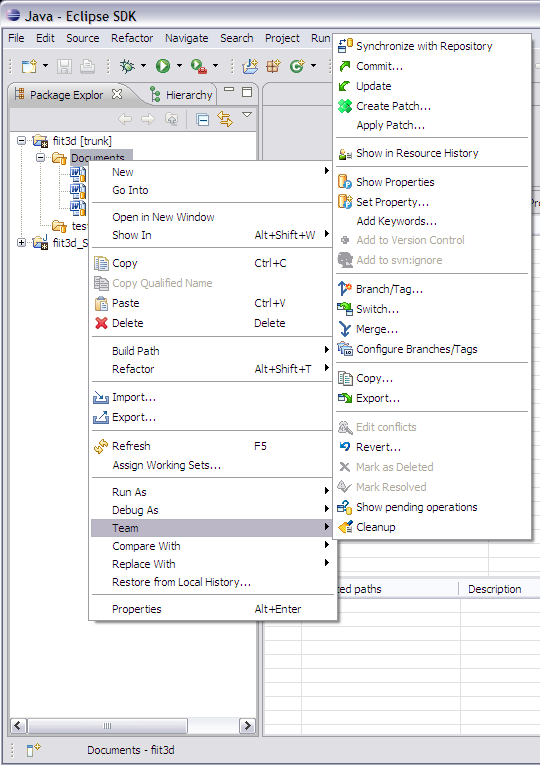 Java - Eclipse SDK
File Edit Source Refactor Navigate Search Project Run
Package Explor Hierarchy
fiit3d [trunk]
Documents
fiit3d_S
New
Go Into
Open in New Window
Show In Alt+Shift+W
Copy Ctrl+C
Copy Qualified Name
Paste Ctrl+V
Delete Delete
Build Path
Refactor Alt+Shift+T
Import...
Export...
Refresh F5
Assign Working Sets...
Run As
Debug As
Team
Compare With
Replace With
Restore from Local History...
Properties Alt+Enter
Synchronize with Repository
Commit...
Update
Create Patch...
Apply Patch...
Show in Resource History
Show Properties
Set Property...
Add Keywords...
Add to Version Control
Add to svn:ignore
Branch/Tag...
Switch...
Merge...
Configure Branches/Tags
Copy...
Export...
Edit conflicts
Revert...
Mark as Deleted
Mark Resolved
Show pending operations
Cleanup
ted paths Description
Documents - fiit3d